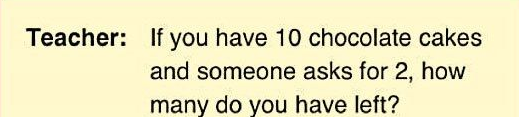 Teacher: If you have 10 chocolate cakes
and someone asks for 2, how
many do you have left?